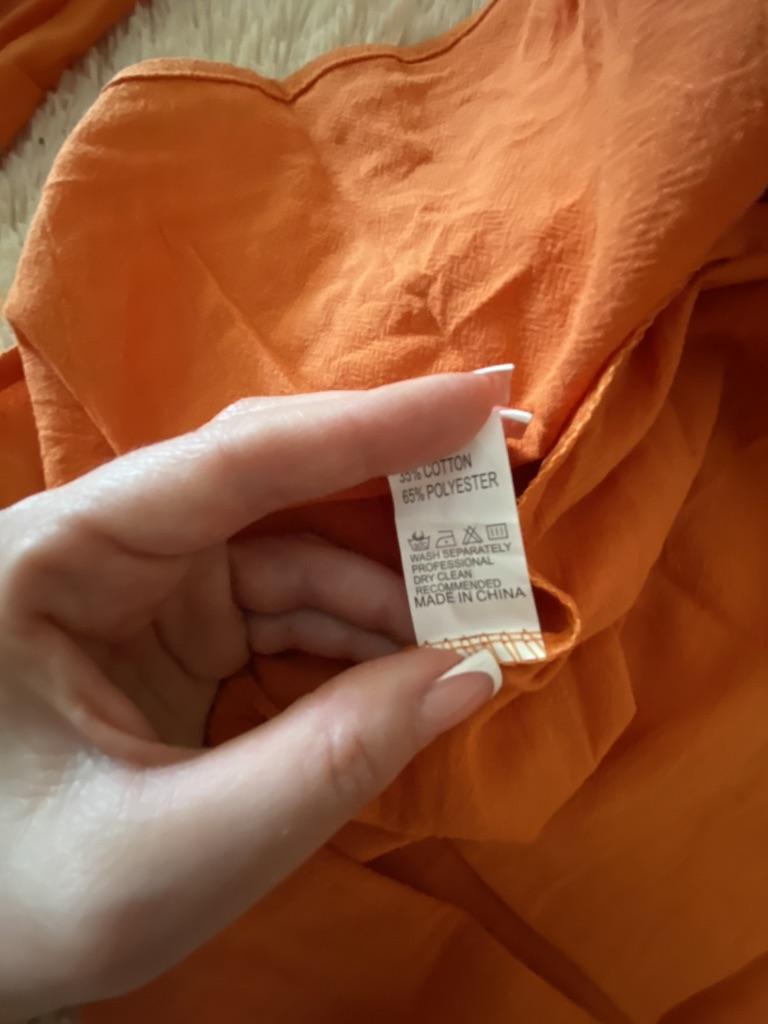 35% COTTON
65% POLYESTER
WASH SEPARATELY
PROFESSIONAL
DRY CLEAN
RECOMMENDED
MADE IN CHINA